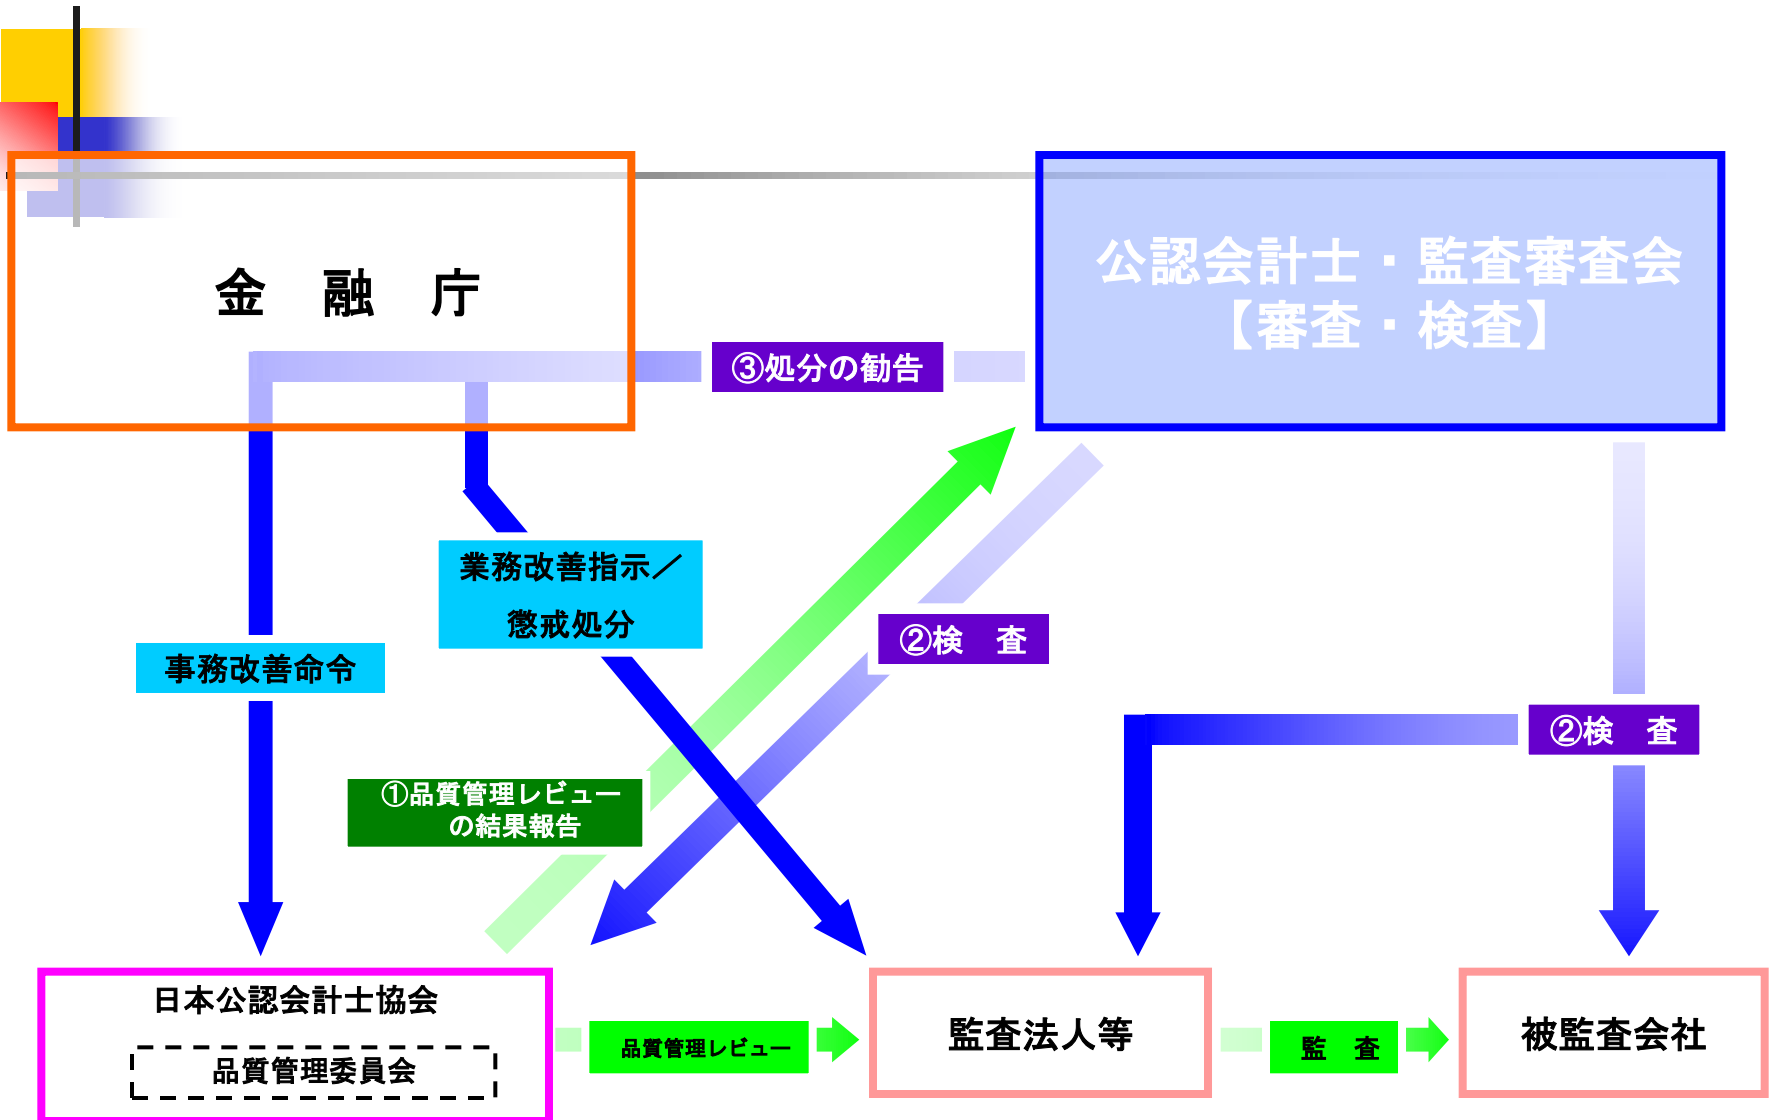 金　融　庁
公認会計士・監査審査会
【審査・検査】
③処分の勧告
業務改善指示／
懲戒処分
②検　査
事務改善命令
②検　査
①品質管理レビュー
の結果報告
日本公認会計士協会
品質管理委員会
品質管理レビュー
監査法人等
監　査
被監査会社